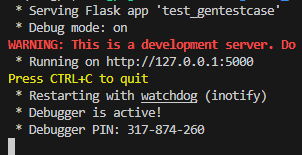 * Serving Flask app 'test_gentestcase'
* Debug mode: on
WARNING: This is a development server. Do
* Running on http://127.0.0.1:5000
Press CTRL+C to quit
* Restarting with watchdog (inotify)
* Debugger is active!
* Debugger PIN: 317-874-260